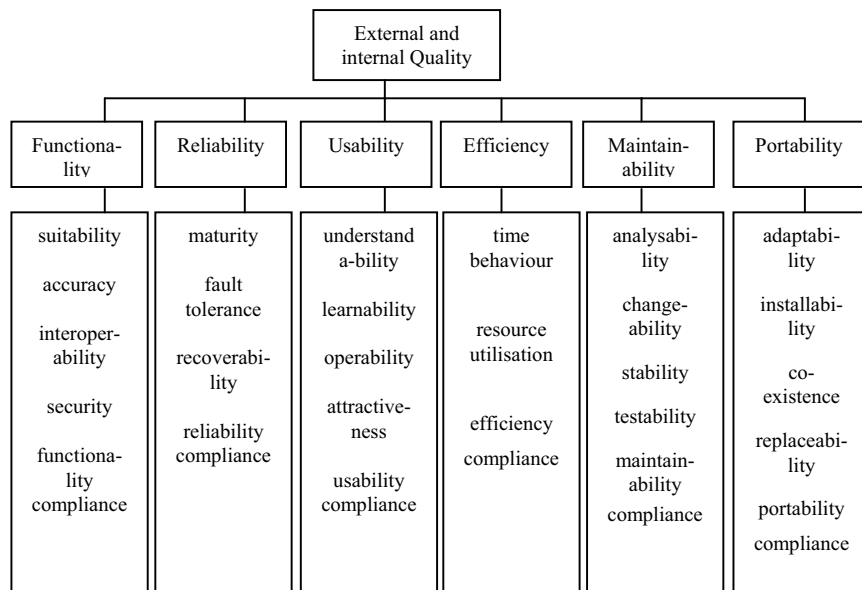 External and
internal Quality
Functiona-
lity
Reliability
Usability
Efficiency
Maintain-
ability
Portability
suitability
accuracy
interoper-
ability
security
functiona-
lity
compliance
maturity
fault
tolerance
recoverabi-
lity
reliability
compliance
understand
a-bility
learnability
operability
attractive-
ness
usability
compliance
time
behaviour
resource
utilisation
efficiency
compliance
analysabi-
lity
change-
ability
stability
testability
maintain-
ability
compliance
adaptabi-
lity
installabi-
lity
co-
existence
replaceabi-
lity
portability
compliance